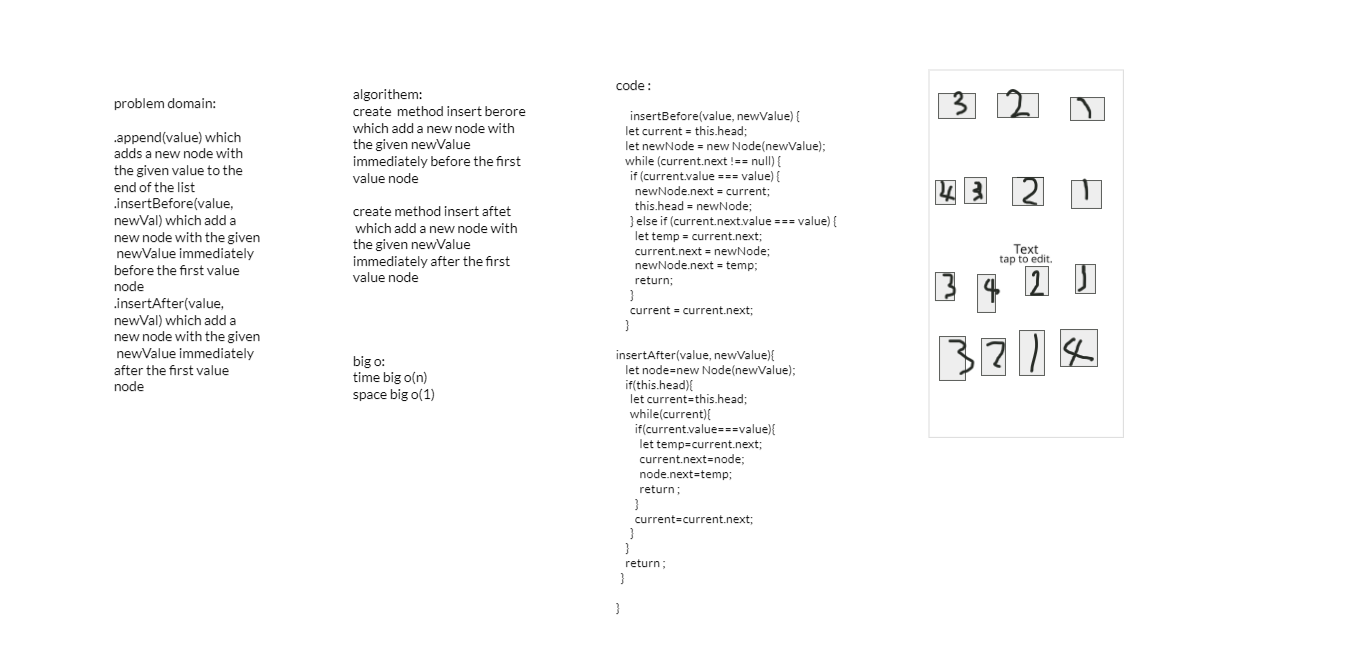 problem domain:
.append(value) which
adds a new node with
the given value to the
end of the list
.insertBefore(value,
newVal) which add a
new node with the given
newValue immediately
before the first value
node
.insertAfter(value,
newVal) which add a
new node with the given
newValue immediately
after the first value
node
algorithem:
create method insert berore
which add a new node with
the given newValue
immediately before the first
value node
create method insert aftet
which add a new node with
the given newValue
immediately after the first
value node
big o:
time big o(n)
space big o(1)
code :
insertBefore(value, newValue) {
let current = this.head;
let newNode = new Node(newValue);
while (current.next !== null) {
if (current.value === value) {
newNode.next = current;
this.head = newNode;
} else if (current.next.value === value) {
let temp = current.next;
current.next = newNode;
newNode.next = temp;
return;
}
current = current.next;
}
insertAfter(value, newValue){
let node=new Node(newValue);
if(this.head){
let current=this.head;
while(current){
if(current.value===value){
let temp=current.next;
current.next=node;
node.next=temp;
return ;
}
current=current.next;
}
}
return ;
}
}
3 2 1
4 3 2 1
Text
tap to edit.
3 4 2 1
3 2 1 4